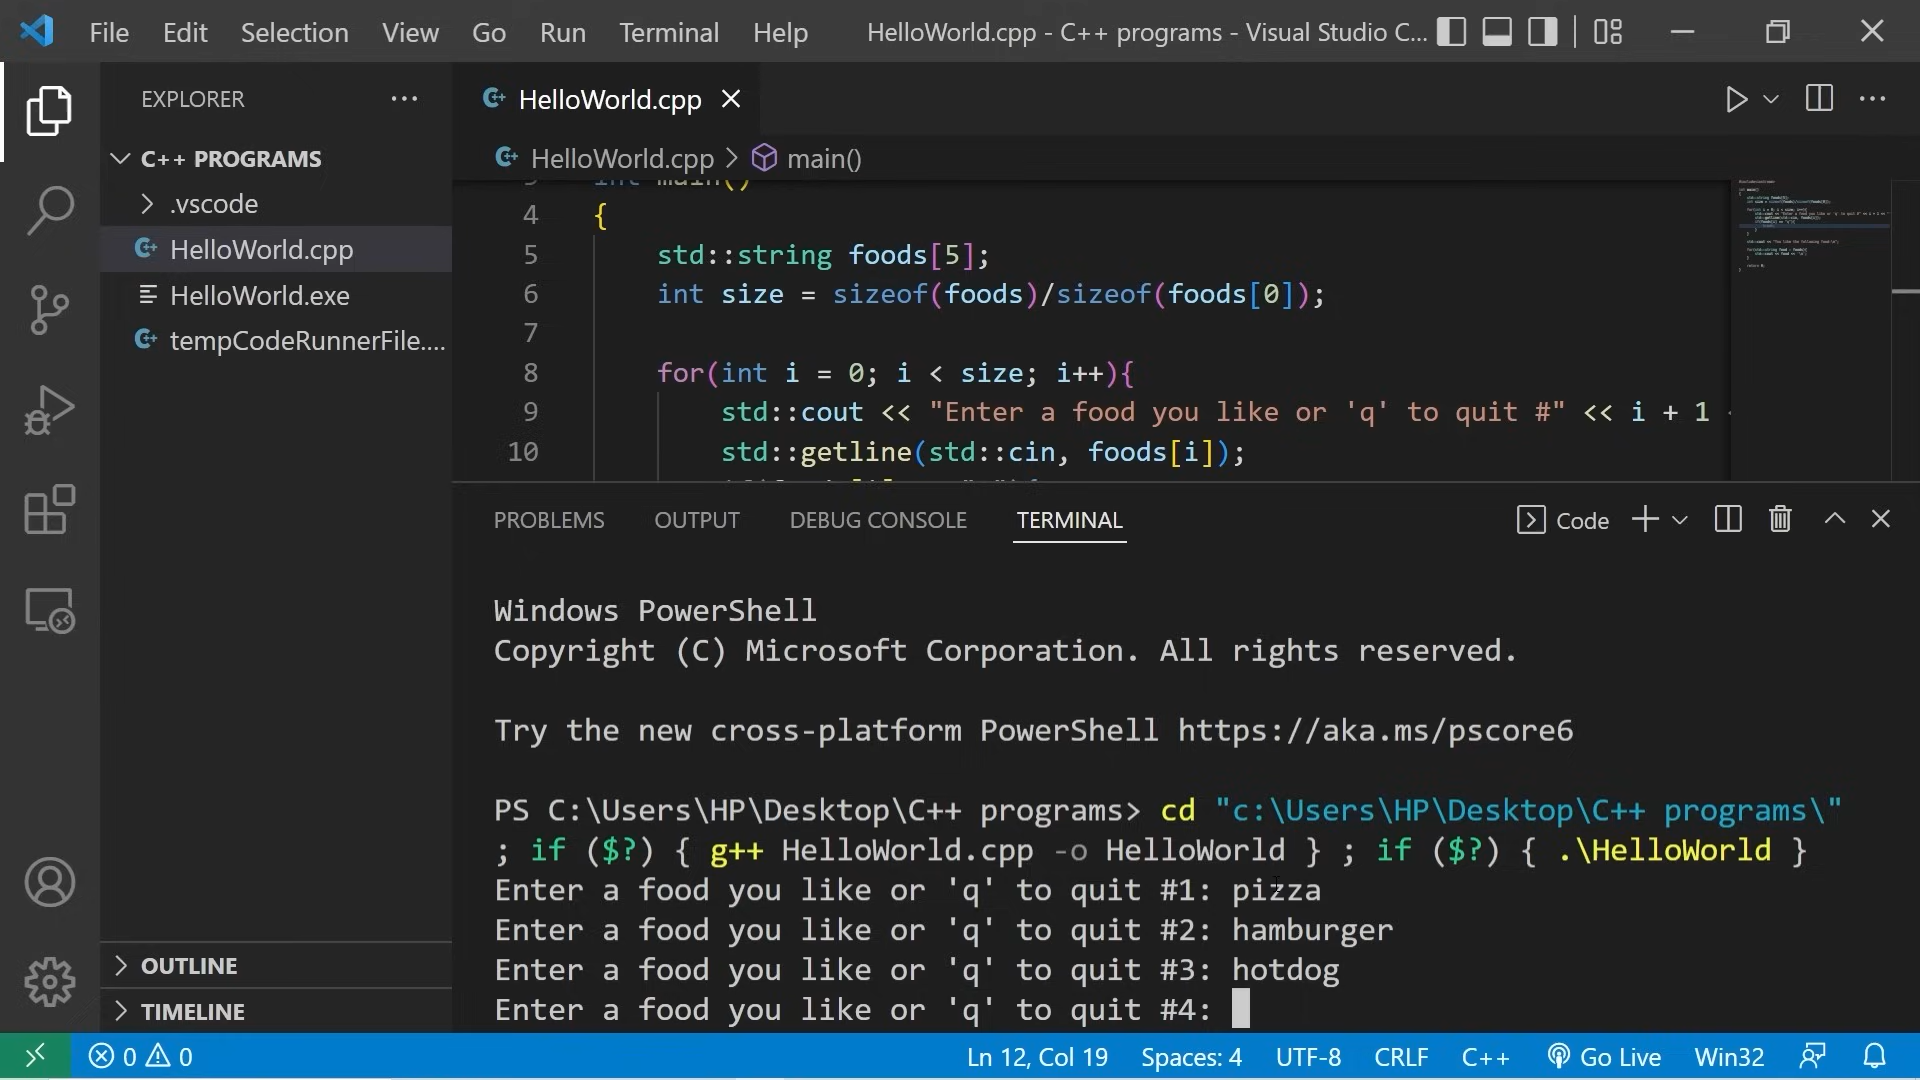 File Edit Selection View Go Run Terminal Help HelloWorld.cpp - C++ programs - Visual Studio C...
EXPLORER
C++ PROGRAMS
.vscode
HelloWorld.cpp
HelloWorld.exe
tempCodeRunnerFile....
OUTLINE
TIMELINE
HelloWorld.cpp
HelloWorld.cpp > main()
int main()
4 {
5 std::string foods[5];
6 int size = sizeof(foods)/sizeof(foods[0]);
7
8 for(int i = 0; i < size; i++){
9 std::cout << "Enter a food you like or 'q' to quit #" << i + 1
10 std::getline(std::cin, foods[i]);
PROBLEMS OUTPUT DEBUG CONSOLE TERMINAL Code
Windows PowerShell
Copyright (C) Microsoft Corporation. All rights reserved.
Try the new cross-platform PowerShell https://aka.ms/pscore6
PS C:\Users\HP\Desktop\C++ programs> cd "c:\Users\HP\Desktop\C++ programs\"
; if ($?) { g++ HelloWorld.cpp -o HelloWorld } ; if ($?) { .\HelloWorld }
Enter a food you like or 'q' to quit #1: pizza
Enter a food you like or 'q' to quit #2: hamburger
Enter a food you like or 'q' to quit #3: hotdog
Enter a food you like or 'q' to quit #4:
0 0 Ln 12, Col 19 Spaces: 4 UTF-8 CRLF C++ Go Live Win32